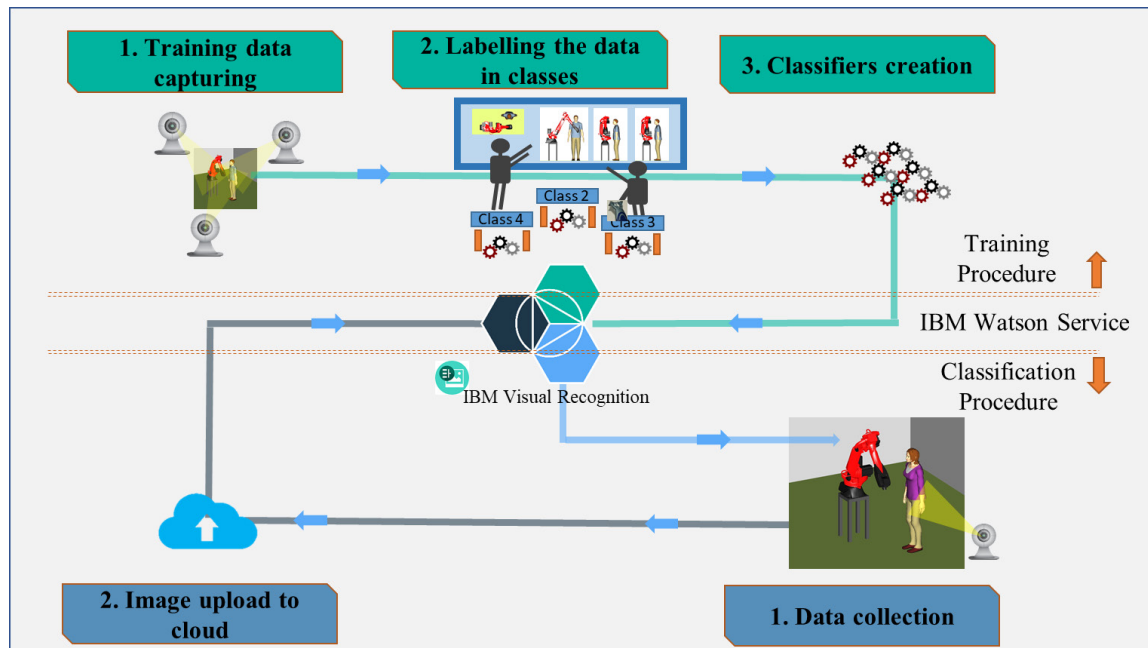 1. Training data
capturing
2. Labelling the data
in classes
3. Classifiers creation
Class 2
Class 4
Class 3
Training
Procedure
IBM Watson Service
Classification
Procedure
IBM Visual Recognition
2. Image upload to
cloud
1. Data collection